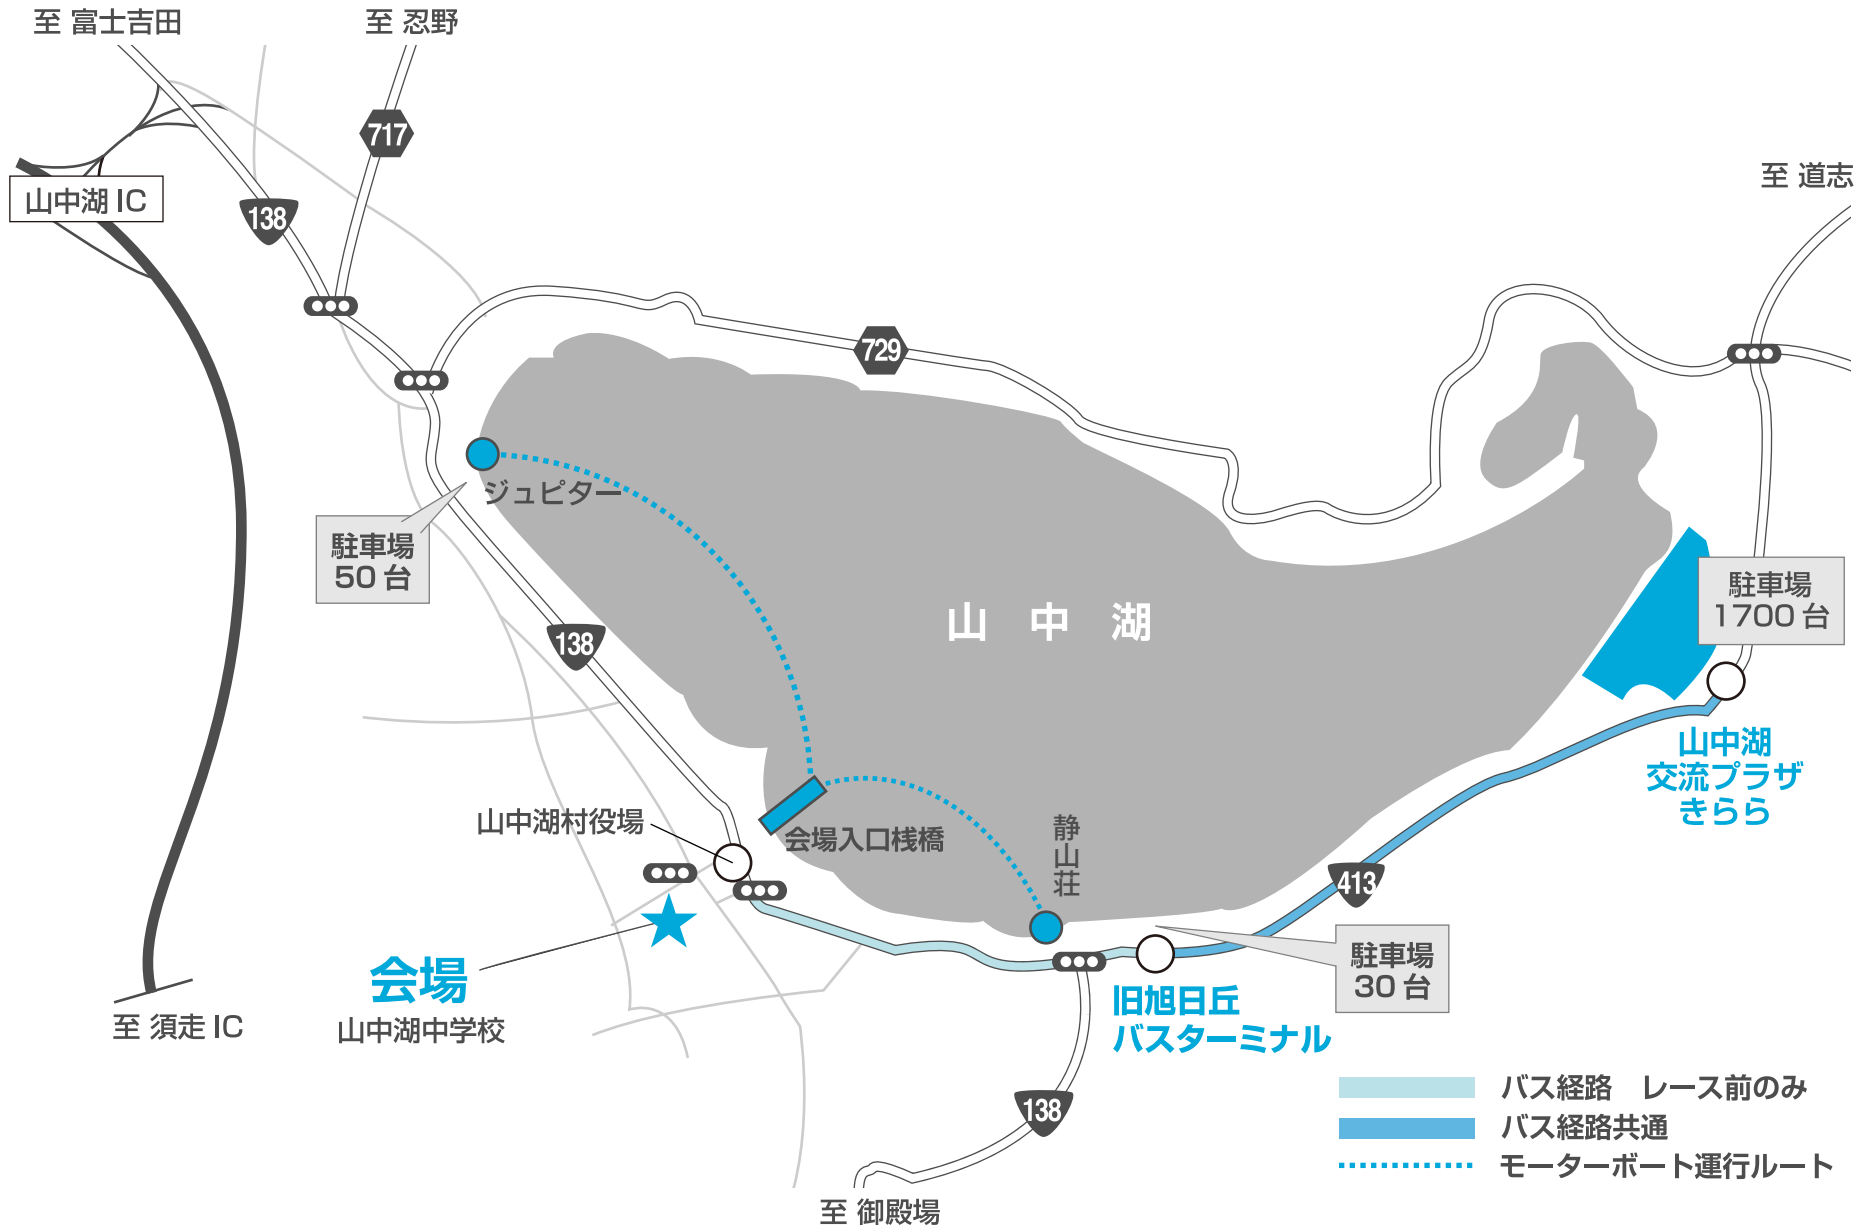 至 富士吉田
至 忍野
717
至 道志
山中湖 IC
138
729
ジュピター
駐車場
50 台
駐車場
1700 台
山 中 湖
138
山中湖
交流プラザ
きらら
山中湖村役場
会場入口桟橋
静山荘
413
会場
山中湖中学校
駐車場
30 台
旧旭日丘
バスターミナル
至 須走 IC
138
バス経路 レース前のみ
バス経路共通
モーターボート運行ルート
至 御殿場